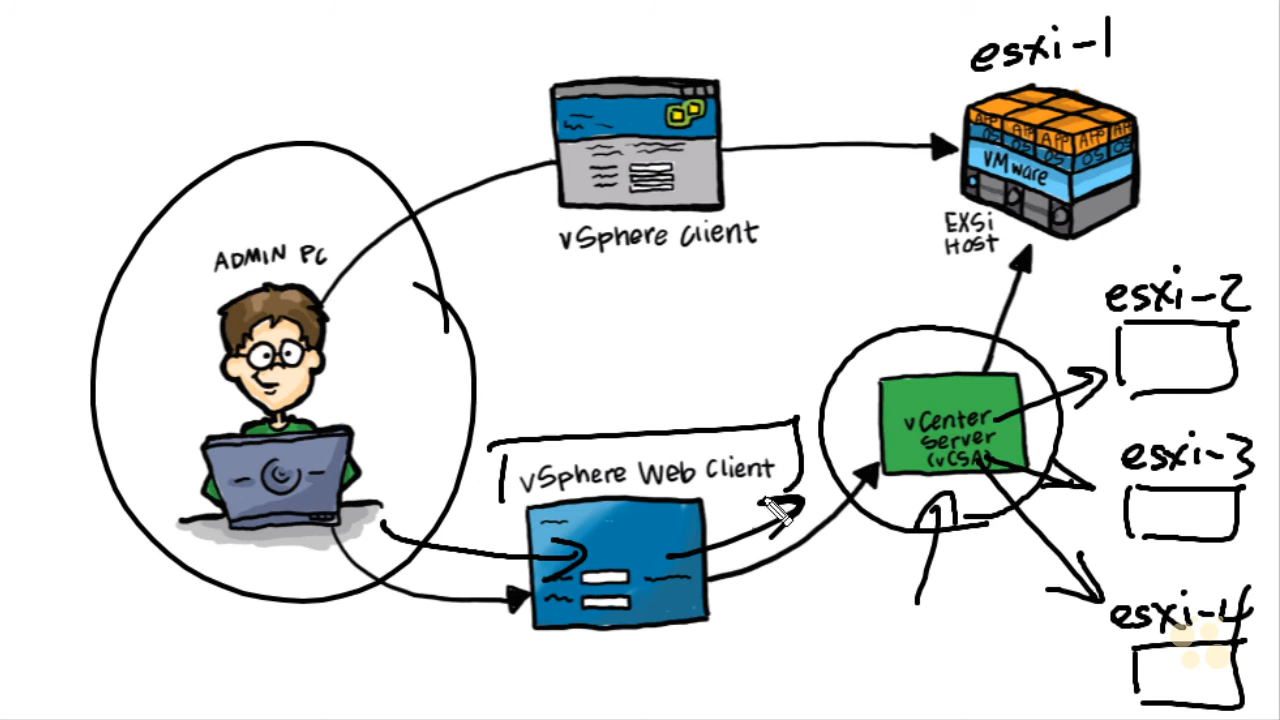 esxi-1
APP APP APP APP APP
OS OS OS OS OS
VMware
EXSi
HOST
vSphere Client
ADMIN PC
esxi-2
vCenter
Server
(vCSA)
esxi-3
vSphere Web Client
esxi-4